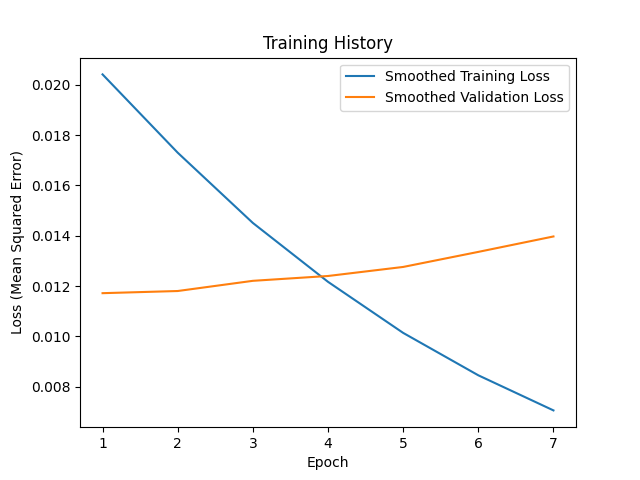 Training History
Smoothed Training Loss
Smoothed Validation Loss
Loss (Mean Squared Error)
0.020
0.018
0.016
0.014
0.012
0.010
0.008
1 2 3 4 5 6 7
Epoch